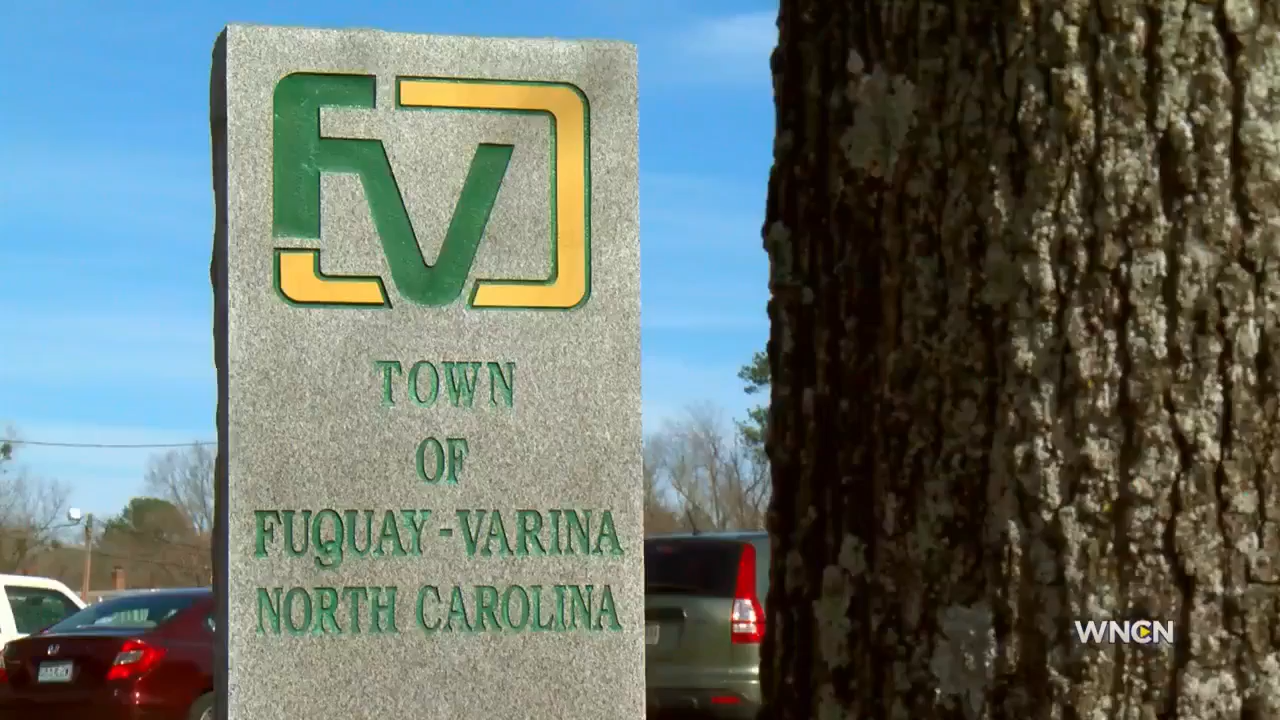 FV
TOWN
OF
FUQUAY-VARINA
NORTH CAROLINA
WNCN